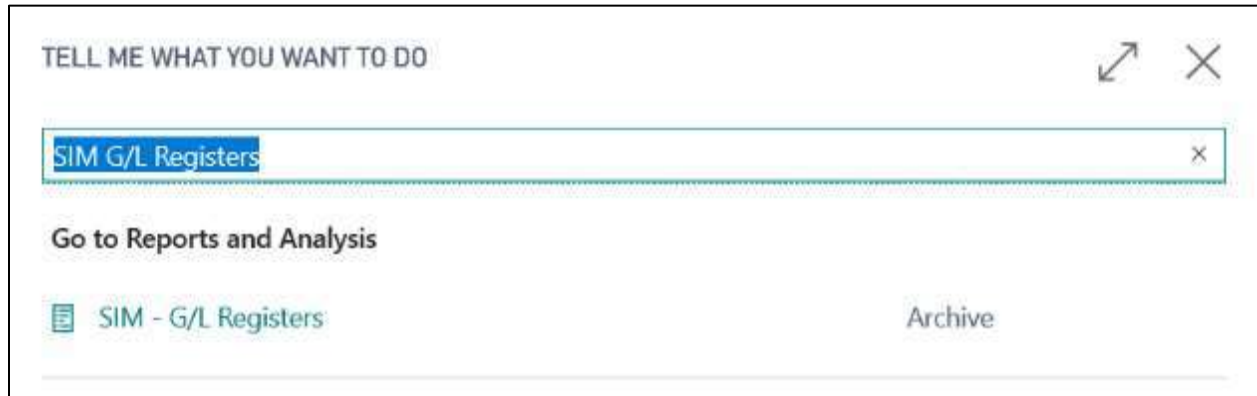 TELL ME WHAT YOU WANT TO DO
SIM G/L Registers
Go to Reports and Analysis
SIM - G/L Registers Archive